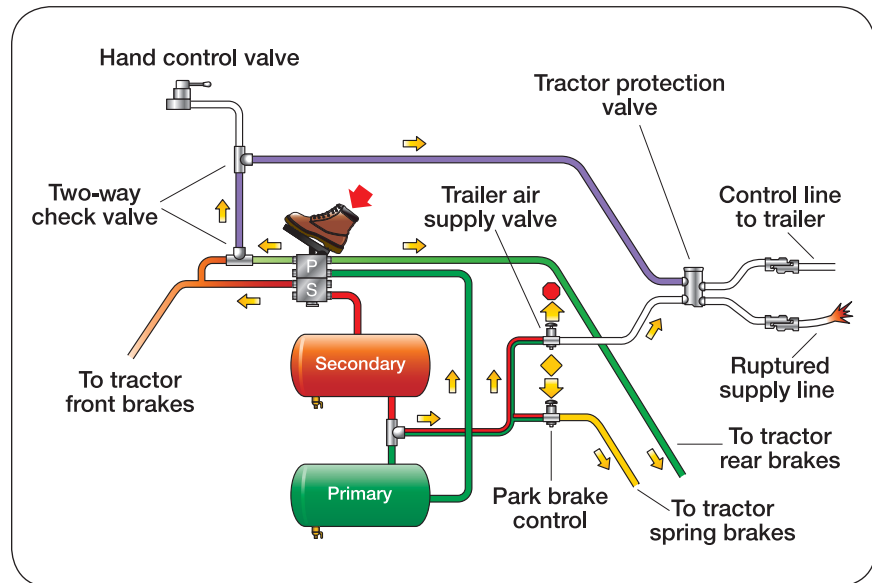 Hand control valve
Tractor protection
valve
Two-way
check valve
Trailer air
supply valve
Control line
to trailer
P
S
Secondary
Ruptured
supply line
To tractor
front brakes
To tractor
rear brakes
Primary
Park brake
control
To tractor
spring brakes